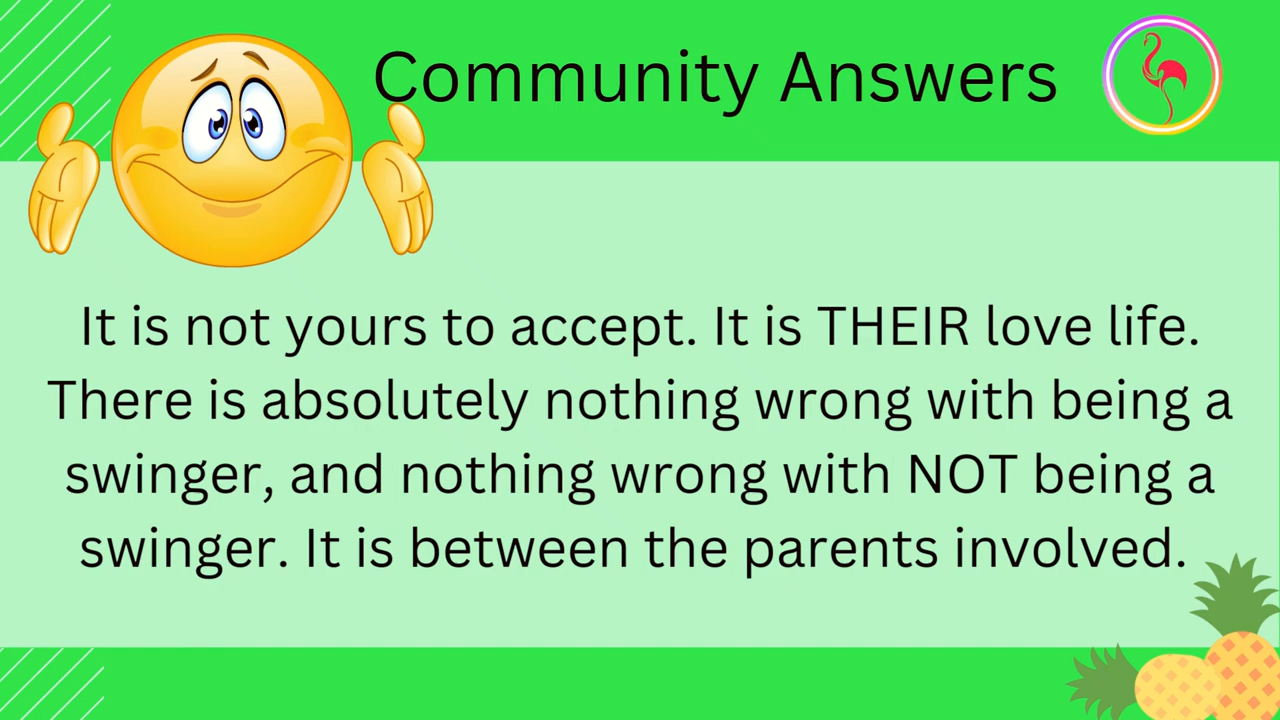 Community Answers
It is not yours to accept. It is THEIR love life.
There is absolutely nothing wrong with being a
swinger, and nothing wrong with NOT being a
swinger. It is between the parents involved.